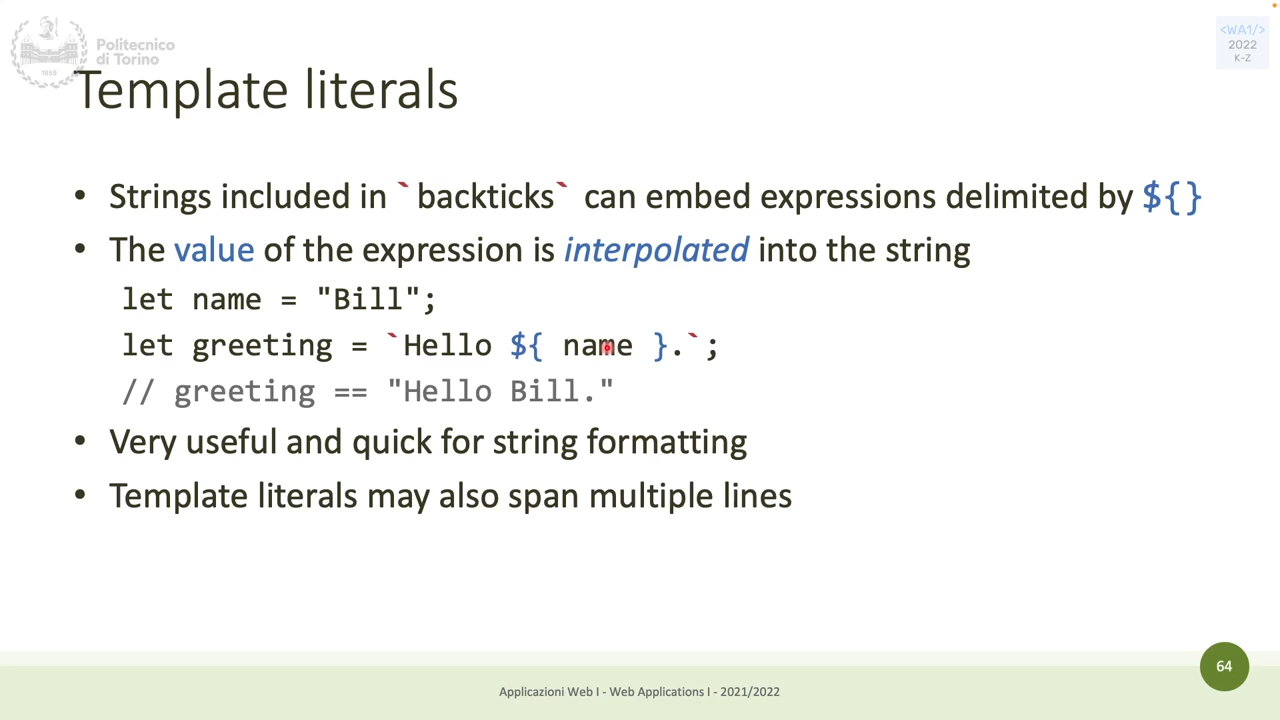 Politecnico
di Torino
1859
<WA1/>
2022
K-Z
Template literals
• Strings included in `backticks` can embed expressions delimited by ${}
• The value of the expression is interpolated into the string
let name = "Bill";
let greeting = `Hello ${ name }.`;
// greeting == "Hello Bill."
• Very useful and quick for string formatting
• Template literals may also span multiple lines
64
Applicazioni Web I - Web Applications I - 2021/2022